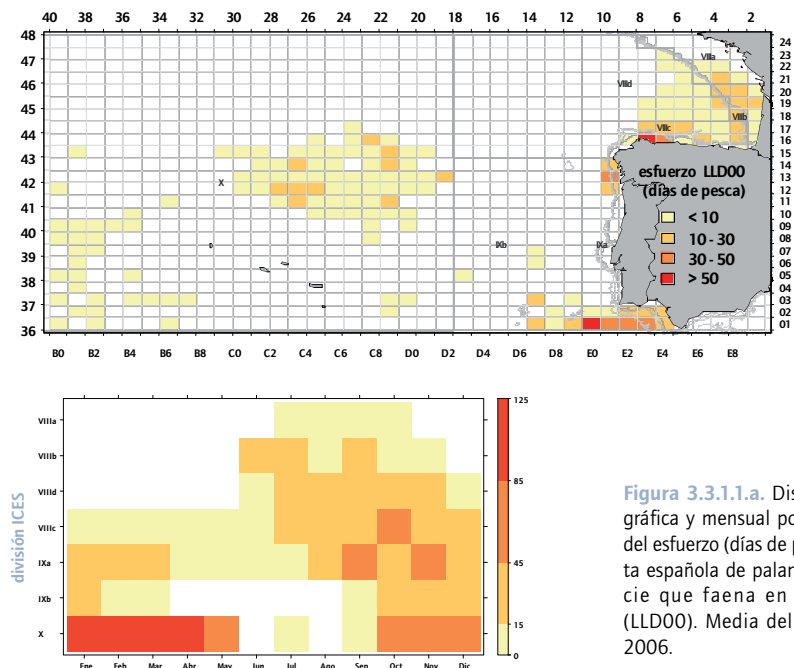 40 38 36 34 32 30 28 26 24 22 20 18 16 14 12 10 8 6 4 2
48 24
47 23
46 22
45 21
44 20
43 19
42 18
41 17
40 16
39 15
38 14
37 13
36 12
11
10
09
08
07
06
05
04
03
02
01
VIIIa
VIIId
VIIIb
VIIIc
X
IXb
IXa
esfuerzo LLD00
(días de pesca)
< 10
10 - 30
30 - 50
> 50
B0 B2 B4 B6 B8 C0 C2 C4 C6 C8 D0 D2 D4 D6 D8 E0 E2 E4 E6 E8
división ICES
VIIIa
VIIIb
VIIId
VIIIc
IXa
IXb
X
Ene Feb Mar Abr May Jun Jul Ago Sep Oct Nov Dic
125
85
45
15
0
Figura 3.3.1.1.a. Dis
gráfica y mensual po
del esfuerzo (días de p
ta española de palan
cie que faena en
(LLD00). Media del
2006.